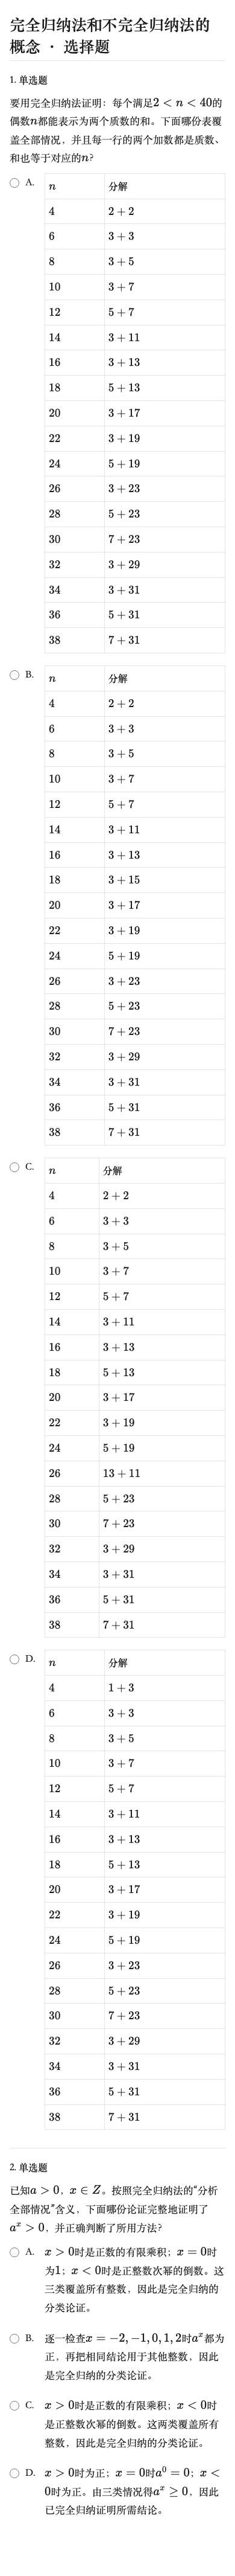 完全归纳法和不完全归纳法的
概念 · 选择题
1. 单选题
要用完全归纳法证明：每个满足2 < n < 40的
偶数n都能表示为两个质数的和。下面哪份表覆
盖全部情况，并且每一行的两个加数都是质数、
和也等于对应的n？
A.
n 分解
4 2 + 2
6 3 + 3
8 3 + 5
10 3 + 7
12 5 + 7
14 3 + 11
16 3 + 13
18 5 + 13
20 3 + 17
22 3 + 19
24 5 + 19
26 3 + 23
28 5 + 23
30 7 + 23
32 3 + 29
34 3 + 31
36 5 + 31
38 7 + 31
B.
n 分解
4 2 + 2
6 3 + 3
8 3 + 5
10 3 + 7
12 5 + 7
14 3 + 11
16 3 + 13
18 3 + 15
20 3 + 17
22 3 + 19
24 5 + 19
26 3 + 23
28 5 + 23
30 7 + 23
32 3 + 29
34 3 + 31
36 5 + 31
38 7 + 31
C.
n 分解
4 2 + 2
6 3 + 3
8 3 + 5
10 3 + 7
12 5 + 7
14 3 + 11
16 3 + 13
18 5 + 13
20 3 + 17
22 3 + 19
24 5 + 19
26 13 + 11
28 5 + 23
30 7 + 23
32 3 + 29
34 3 + 31
36 5 + 31
38 7 + 31
D.
n 分解
4 1 + 3
6 3 + 3
8 3 + 5
10 3 + 7
12 5 + 7
14 3 + 11
16 3 + 13
18 5 + 13
20 3 + 17
22 3 + 19
24 5 + 19
26 3 + 23
28 5 + 23
30 7 + 23
32 3 + 29
34 3 + 31
36 5 + 31
38 7 + 31
2. 单选题
已知a > 0，x ∈ Z。按照完全归纳法的“分析
全部情况”含义，下面哪份论证完整地证明了
aˣ > 0，并正确判断了所用方法？
A. x > 0时是正数的有限乘积；x = 0时
为1；x < 0时是正整数次幂的倒数。这
三类覆盖所有整数，因此是完全归纳的
分类论证。
B. 逐一检查x = −2, −1, 0, 1, 2时aˣ都为
正，再把相同结论用于其他整数，因此
是完全归纳的分类论证。
C. x > 0时是正数的有限乘积；x < 0时
是正整数次幂的倒数。这两类覆盖所有
整数，因此是完全归纳的分类论证。
D. x > 0时为正；x = 0时a⁰ = 0；x <
0时为正。由三类情况得aˣ ≥ 0，因此
已完全归纳证明所需结论。